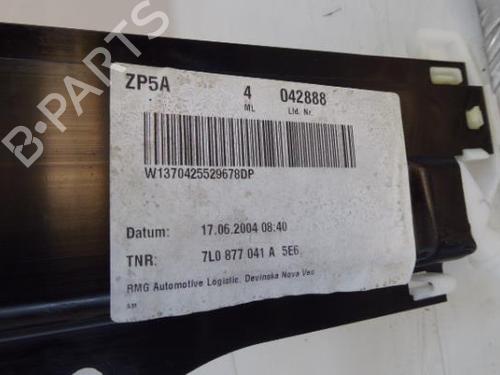 ZP5A 4 042888
ML Lfd. Nr.
W1370425529678DP
Datum: 17.06.2004 08:40
TNR: 7L0 877 041 A 5E6
RMG Automotive Logistic, Devinska Nova Ves